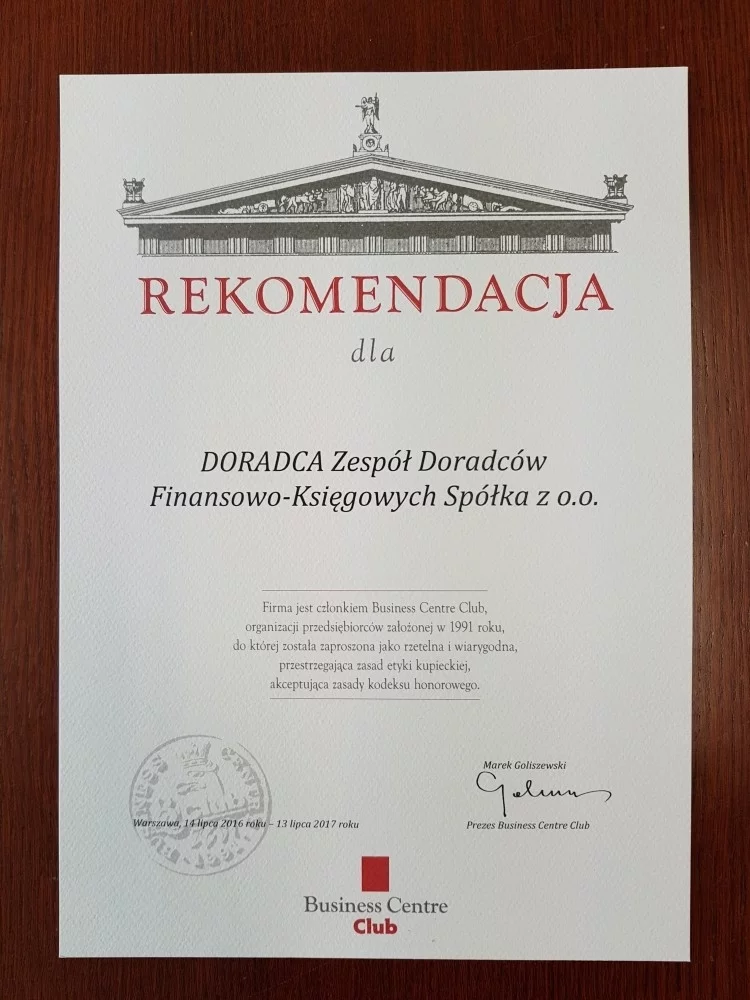 REKOMENDACJA
dla
DORADCA Zespół Doradców
Finansowo-Księgowych Spółka z o.o.
Firma jest członkiem Business Centre Club,
organizacji przedsiębiorców założonej w 1991 roku,
do której została zaproszona jako rzetelna i wiarygodna,
przestrzegająca zasad etyki kupieckiej,
akceptująca zasady kodeksu honorowego.
Marek Goliszewski
Warszawa, 14 lipca 2016 roku – 13 lipca 2017 roku
Prezes Business Centre Club
Business Centre
Club